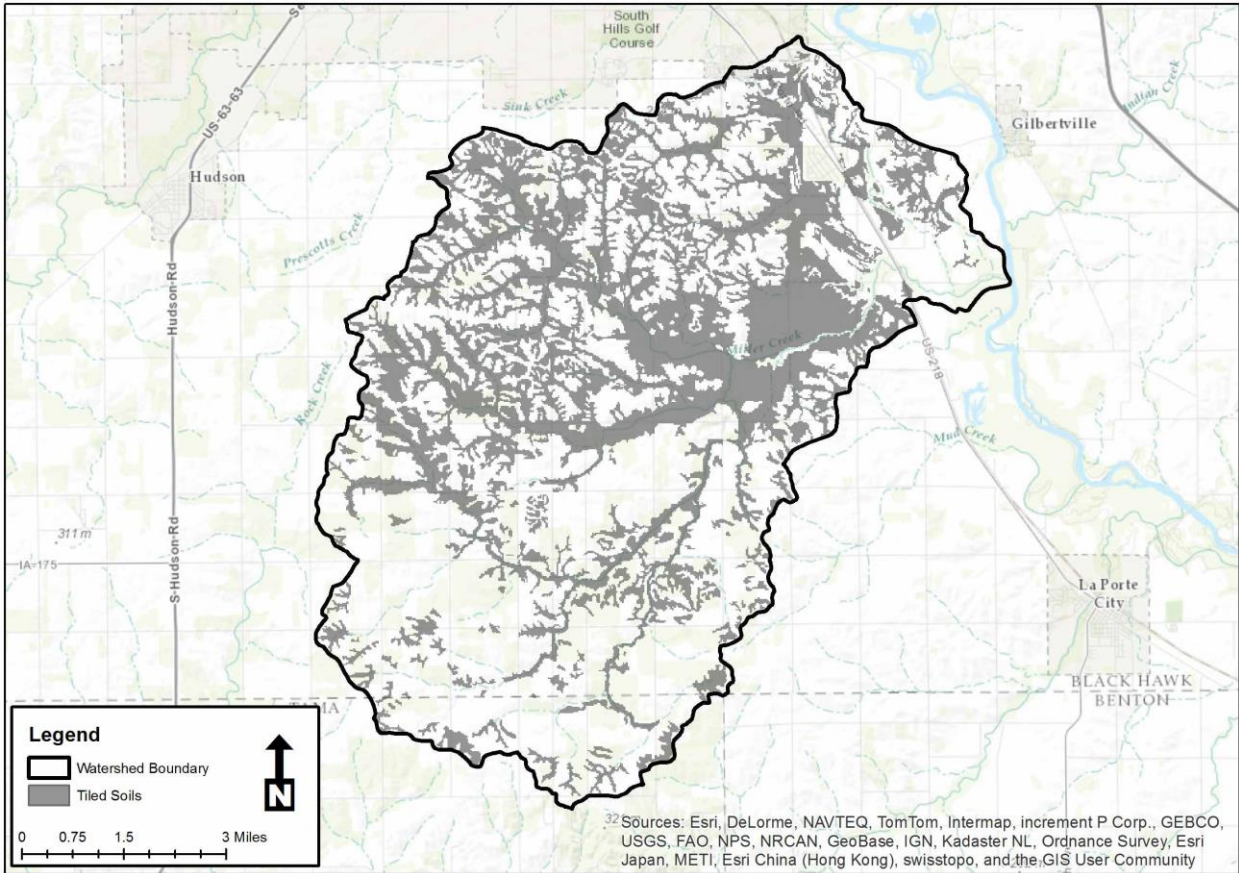 South
Hills Golf
Course
US-63-63
Sink Creek
Indian Creek
Gilbertville
Hudson
Prescotts Creek
Hudson-Rd
Miller Creek
US-218
Rock Creek
Mud Creek
311 m
IA-175
S-Hudson-Rd
La Porte
City
BLACK HAWK
BENTON
TAMA
Legend
Watershed Boundary
Tiled Soils
N
0 0.75 1.5 3 Miles
Sources: Esri, DeLorme, NAVTEQ, TomTom, Intermap, increment P Corp., GEBCO,
USGS, FAO, NPS, NRCAN, GeoBase, IGN, Kadaster NL, Ordnance Survey, Esri
Japan, METI, Esri China (Hong Kong), swisstopo, and the GIS User Community